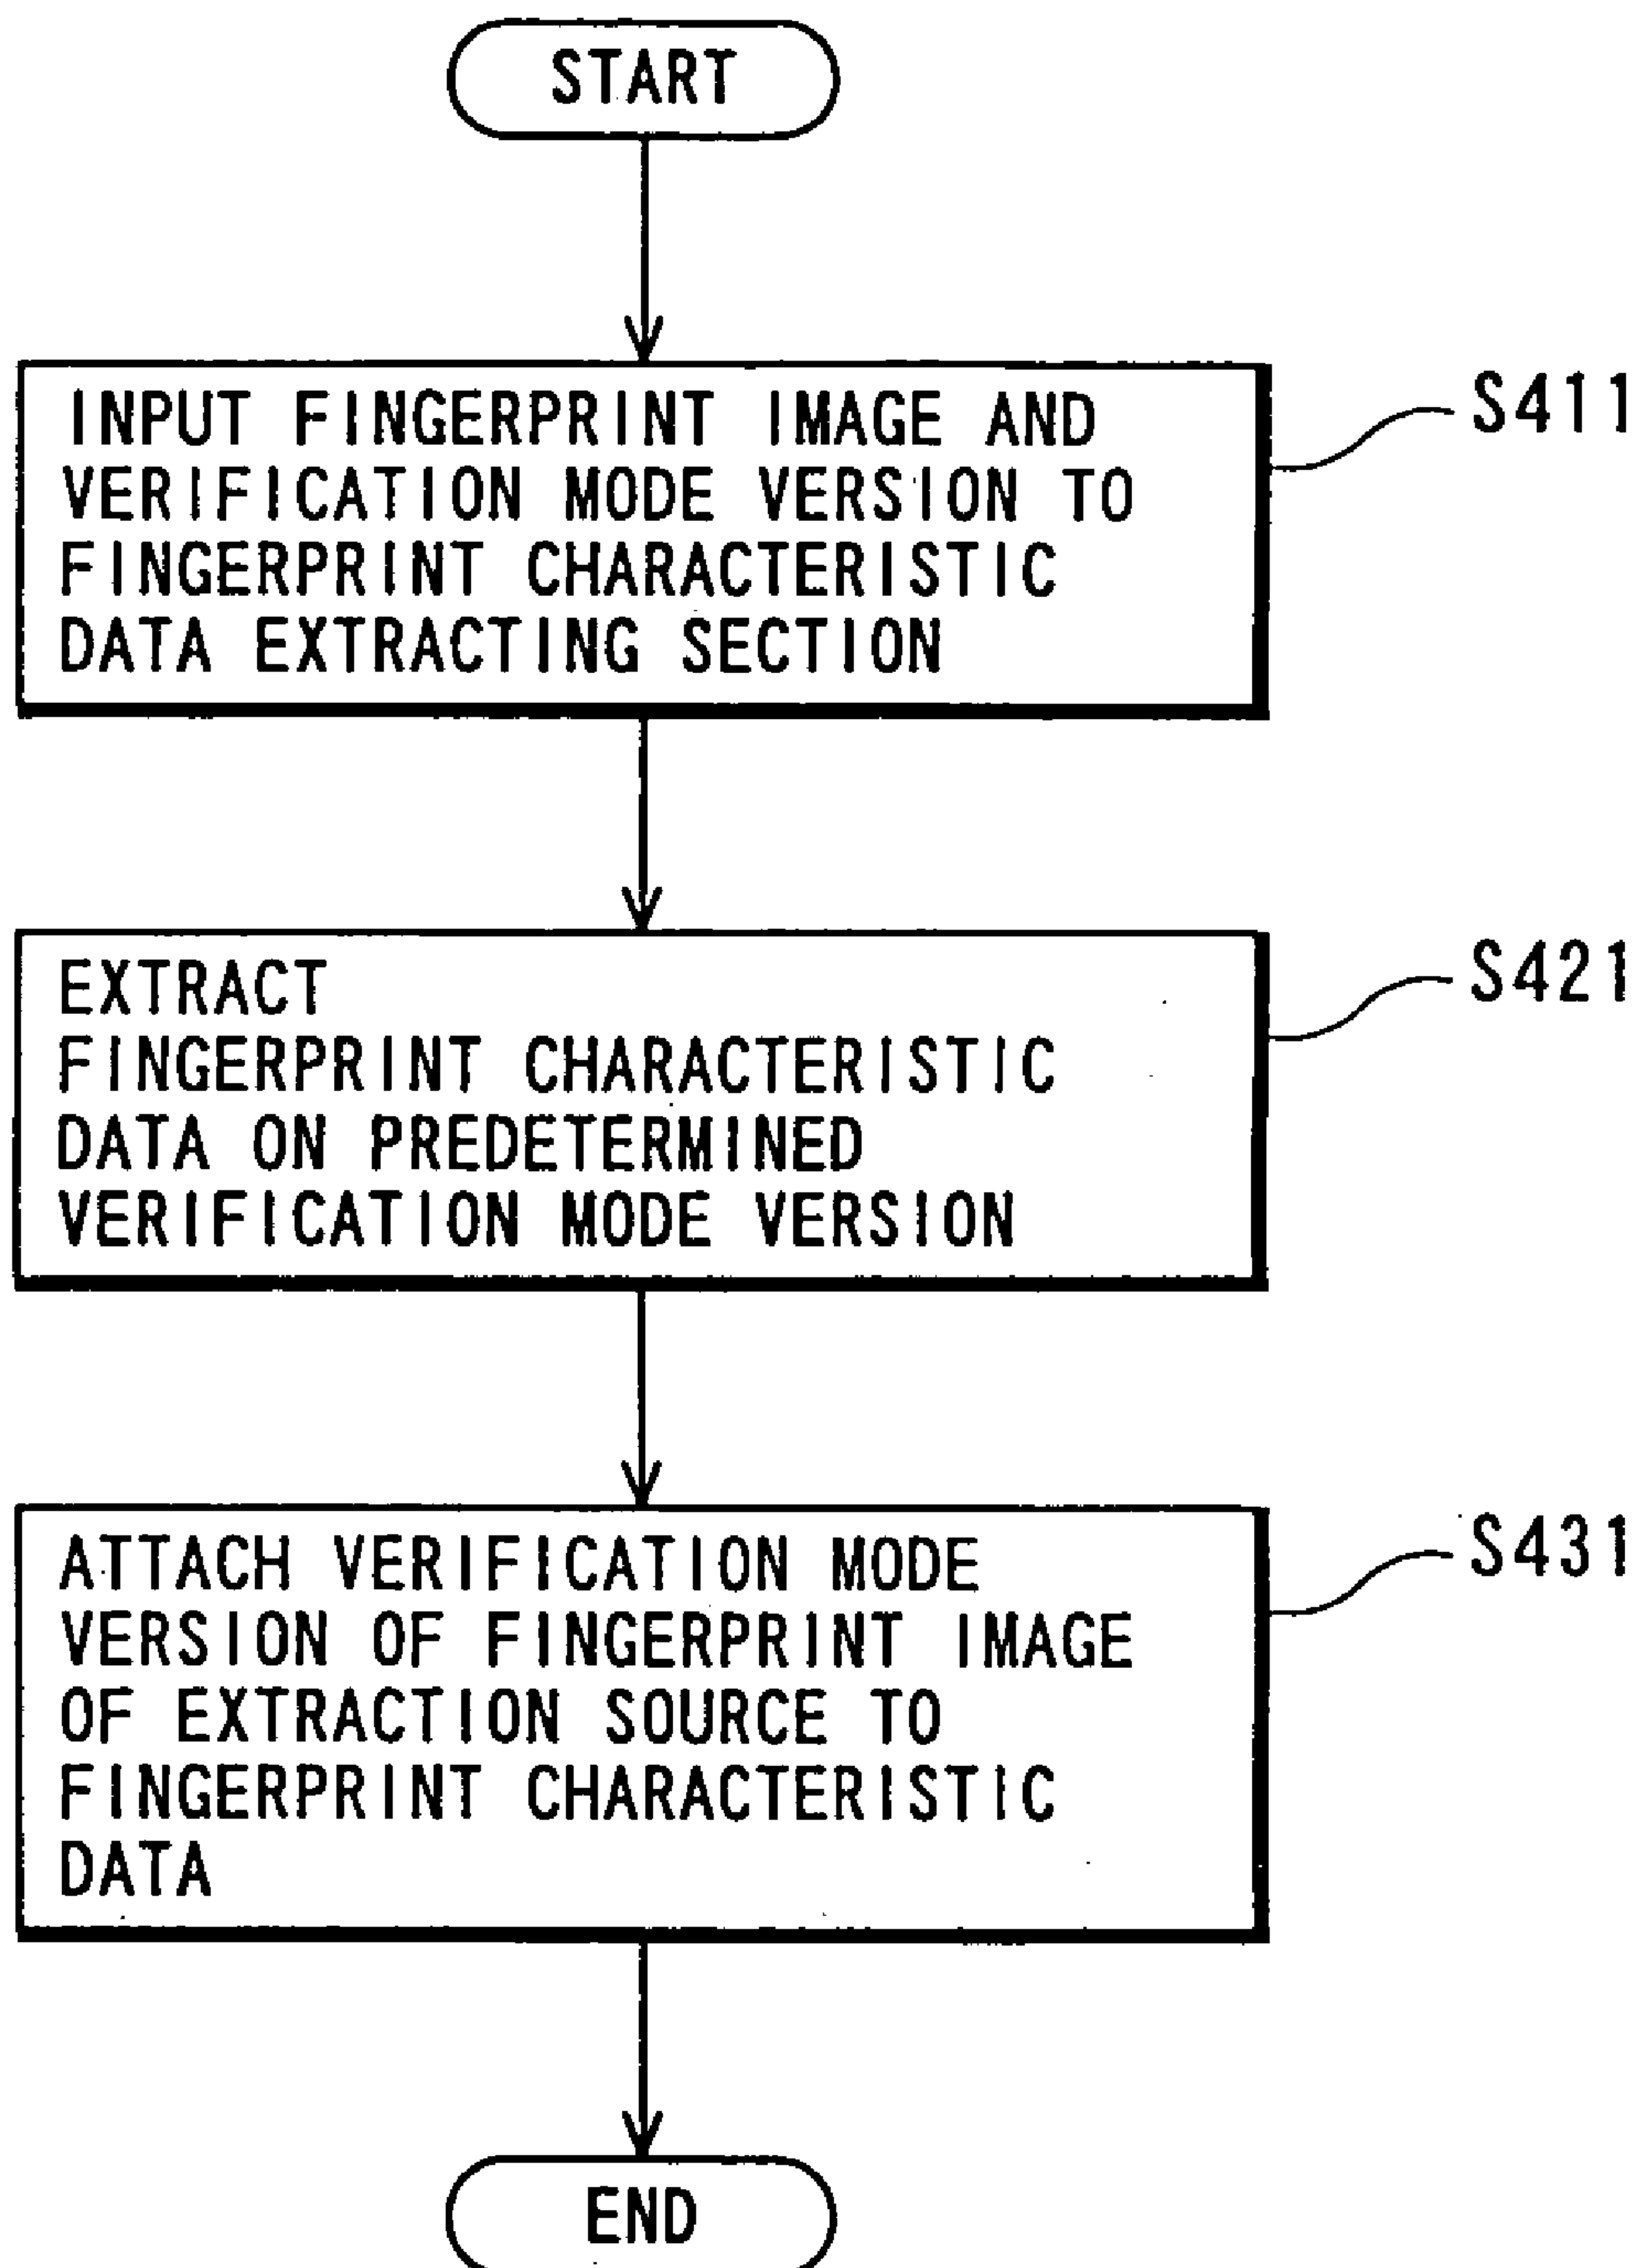 START
INPUT FINGERPRINT IMAGE AND
VERIFICATION MODE VERSION TO
FINGERPRINT CHARACTERISTIC
DATA EXTRACTING SECTION
S411
EXTRACT
FINGERPRINT CHARACTERISTIC
DATA ON PREDETERMINED
VERIFICATION MODE VERSION
S421
ATTACH VERIFICATION MODE
VERSION OF FINGERPRINT IMAGE
OF EXTRACTION SOURCE TO
FINGERPRINT CHARACTERISTIC
DATA
S431
END